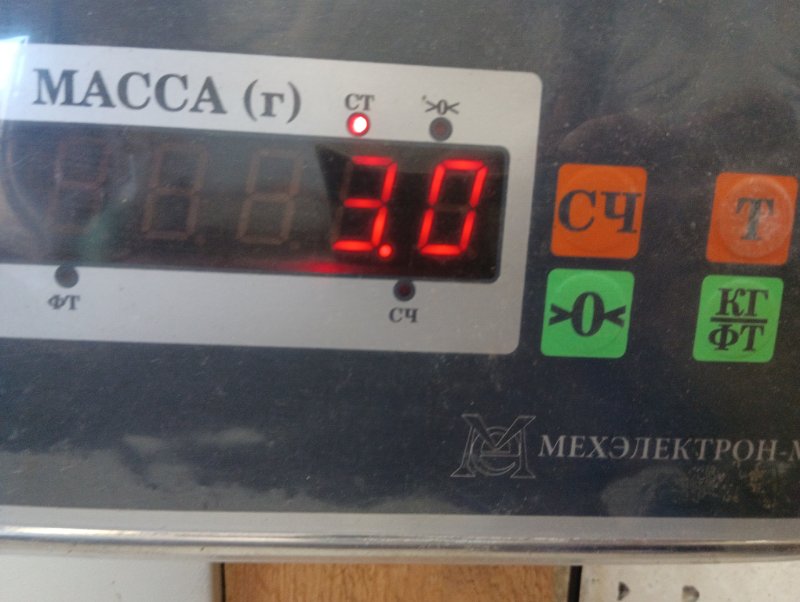 МАССА (г)
СТ
>0<
3.0
ФТ
СЧ
СЧ
Т
>0<
КГ
ФТ
МЕХЭЛЕКТРОН-М